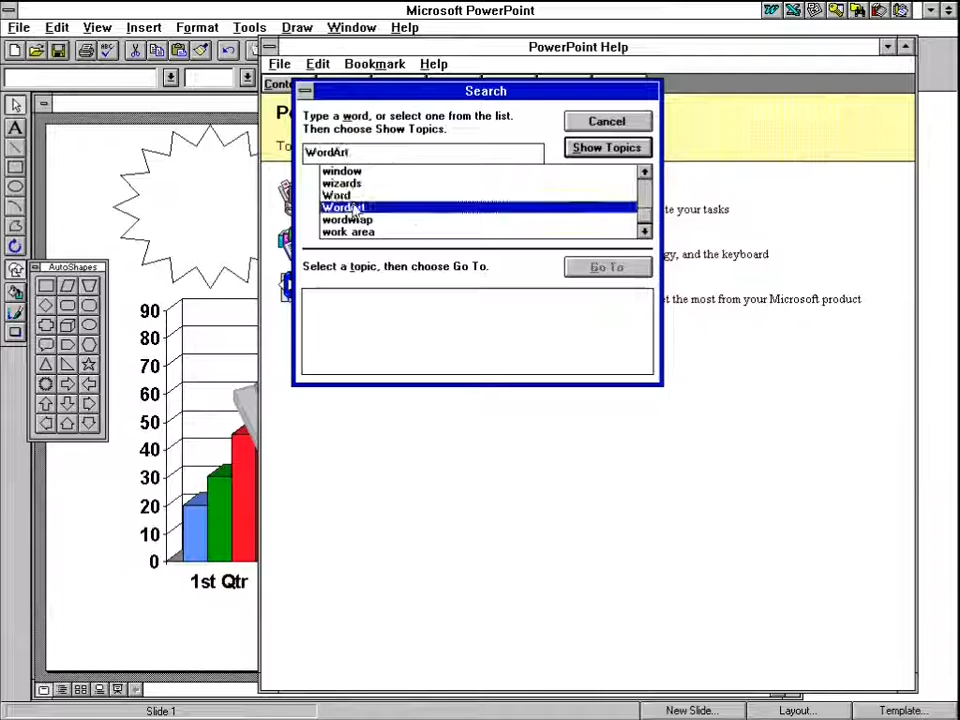 Microsoft PowerPoint
File Edit View Insert Format Tools Draw Window Help
PowerPoint Help
File Edit Bookmark Help
Search
Type a word, or select one from the list.
Then choose Show Topics.
Cancel
WordArt
Show Topics
window
wizards
Word
WordArt
wordwrap
work area
Select a topic, then choose Go To.
Go To
te your tasks
gy, and the keyboard
et the most from your Microsoft product
AutoShapes
90
80
70
60
50
40
30
20
10
0
1st Qtr
Slide 1
New Slide...
Layout...
Template...